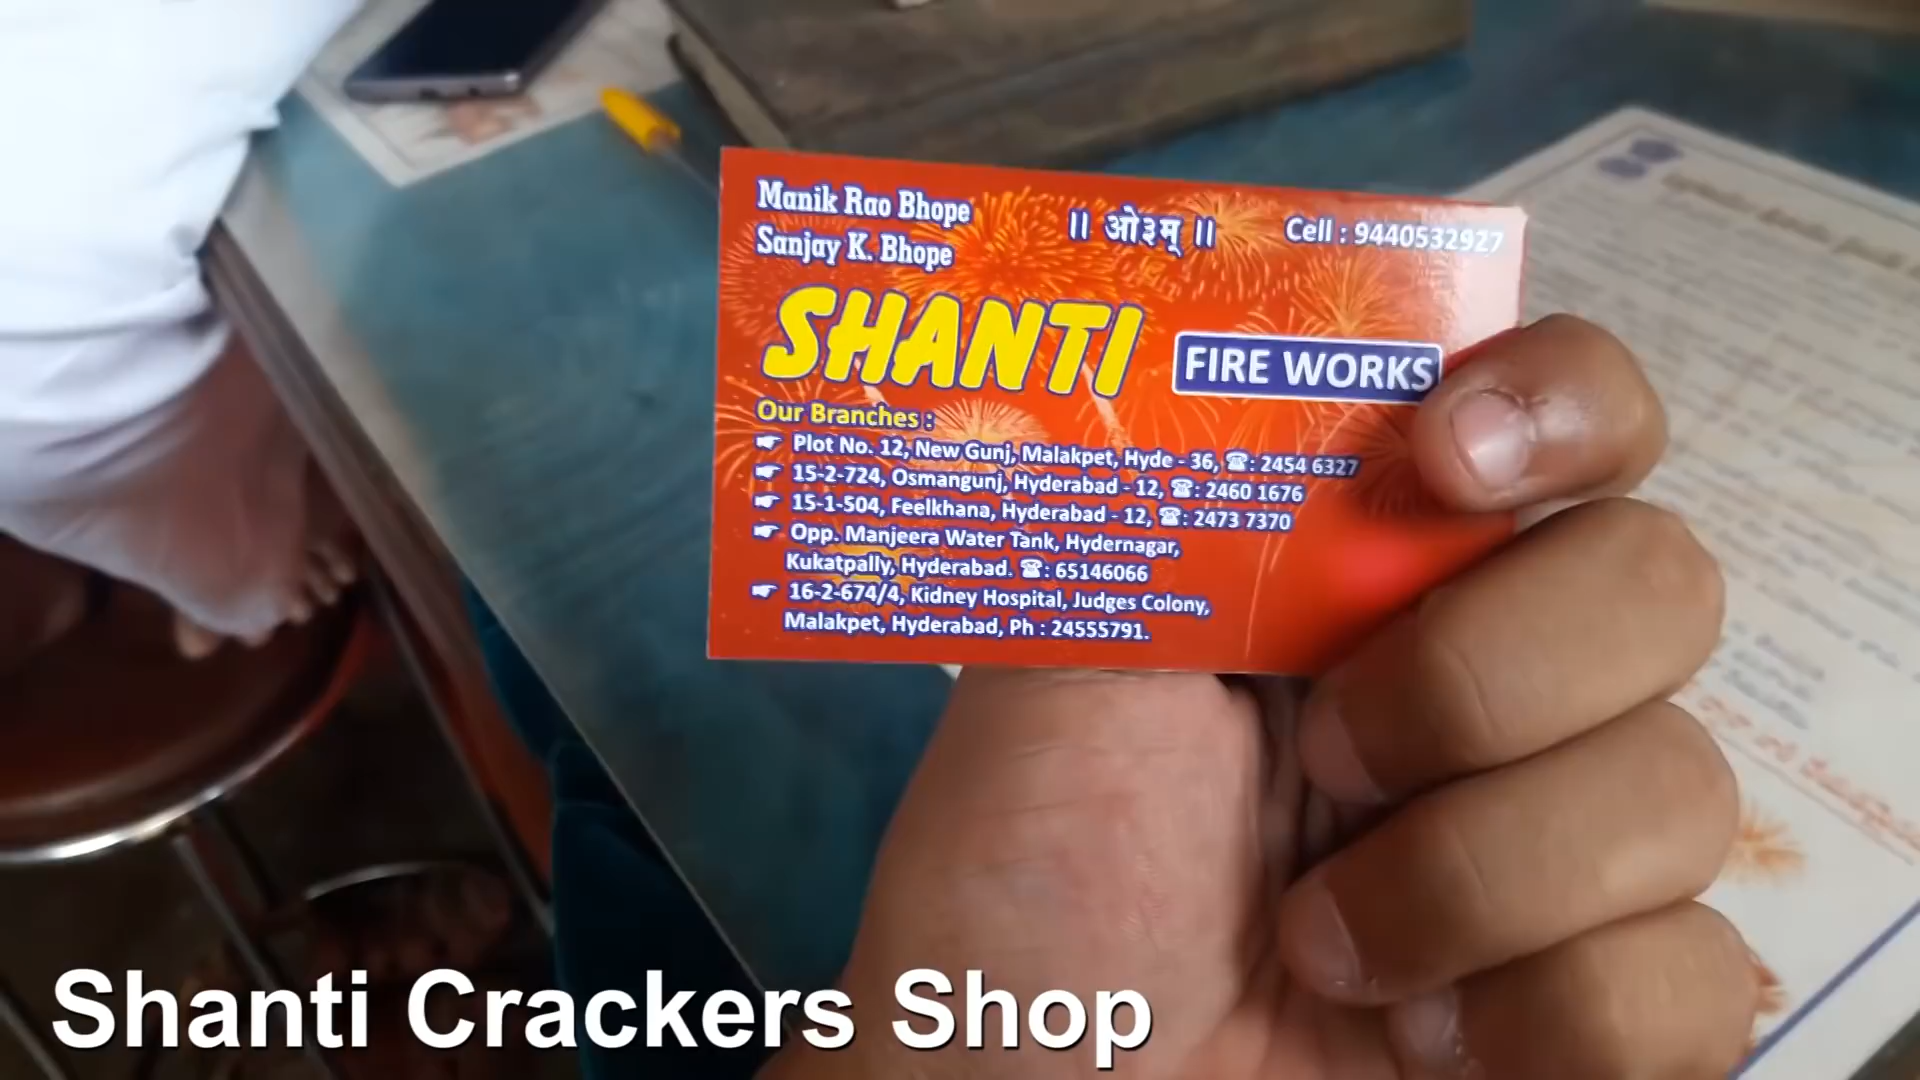 Manik Rao Bhope
Sanjay K. Bhope
॥ ओ३म् ॥
Cell : 9440532927
SHANTI
FIRE WORKS
Our Branches :
☛ Plot No. 12, New Gunj, Malakpet, Hyde - 36, ☎: 2454 6327
☛ 15-2-724, Osmangunj, Hyderabad - 12, ☎: 2460 1676
☛ 15-1-504, Feelkhana, Hyderabad - 12, ☎: 2473 7370
☛ Opp. Manjeera Water Tank, Hydernagar,
Kukatpally, Hyderabad. ☎: 65146066
☛ 16-2-674/4, Kidney Hospital, Judges Colony,
Malakpet, Hyderabad, Ph : 24555791.
Shanti Crackers Shop